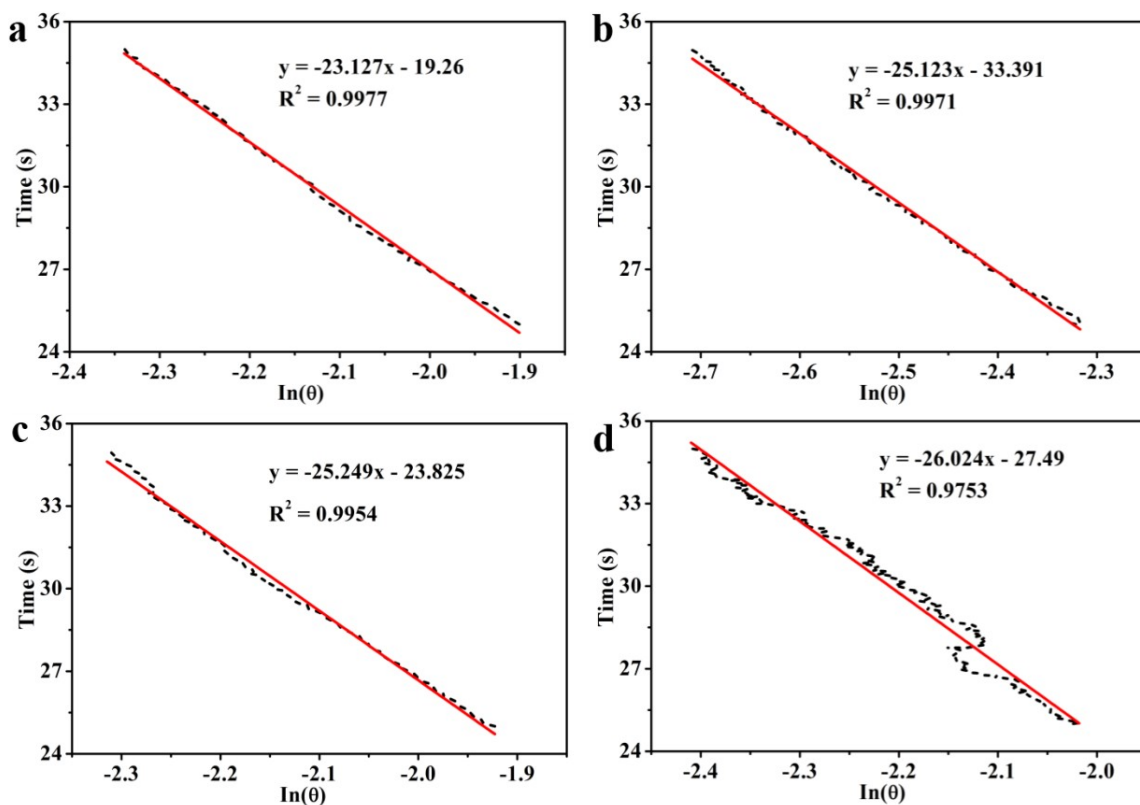 a
y = -23.127x - 19.26
R² = 0.9977
Time (s)
36
33
30
27
24
-2.4 -2.3 -2.2 -2.1 -2.0 -1.9
In(θ)
b
y = -25.123x - 33.391
R² = 0.9971
Time (s)
36
33
30
27
24
-2.7 -2.6 -2.5 -2.4 -2.3
In(θ)
c
y = -25.249x - 23.825
R² = 0.9954
Time (s)
36
33
30
27
24
-2.3 -2.2 -2.1 -2.0 -1.9
In(θ)
d
y = -26.024x - 27.49
R² = 0.9753
Time (s)
36
33
30
27
24
-2.4 -2.3 -2.2 -2.1 -2.0
In(θ)